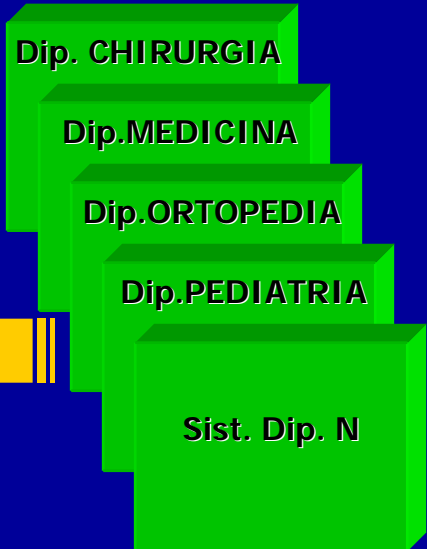 Dip. CHIRURGIA
Dip.MEDICINA
Dip.ORTOPEDIA
Dip.PEDIATRIA
Sist. Dip. N